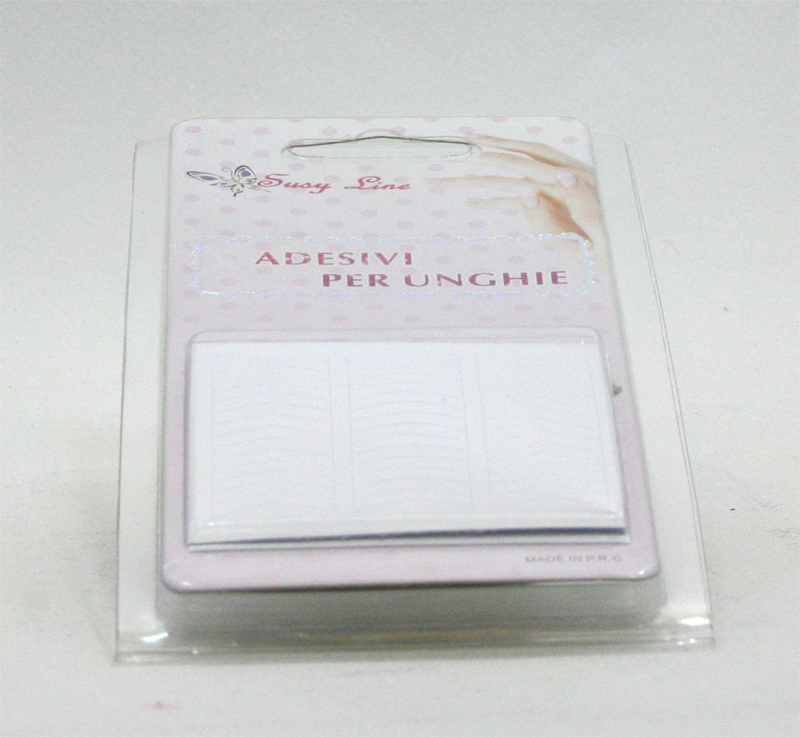 Susy Line
ADESIVI
PER UNGHIE
MADE IN P.R.C